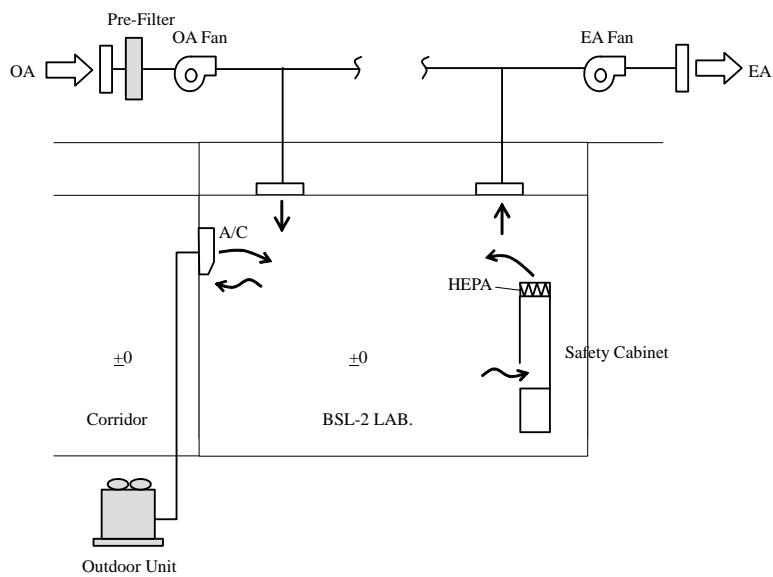 Pre-Filter
OA Fan
EA Fan
OA
EA
A/C
HEPA
Safety Cabinet
±0
±0
Corridor
BSL-2 LAB.
Outdoor Unit